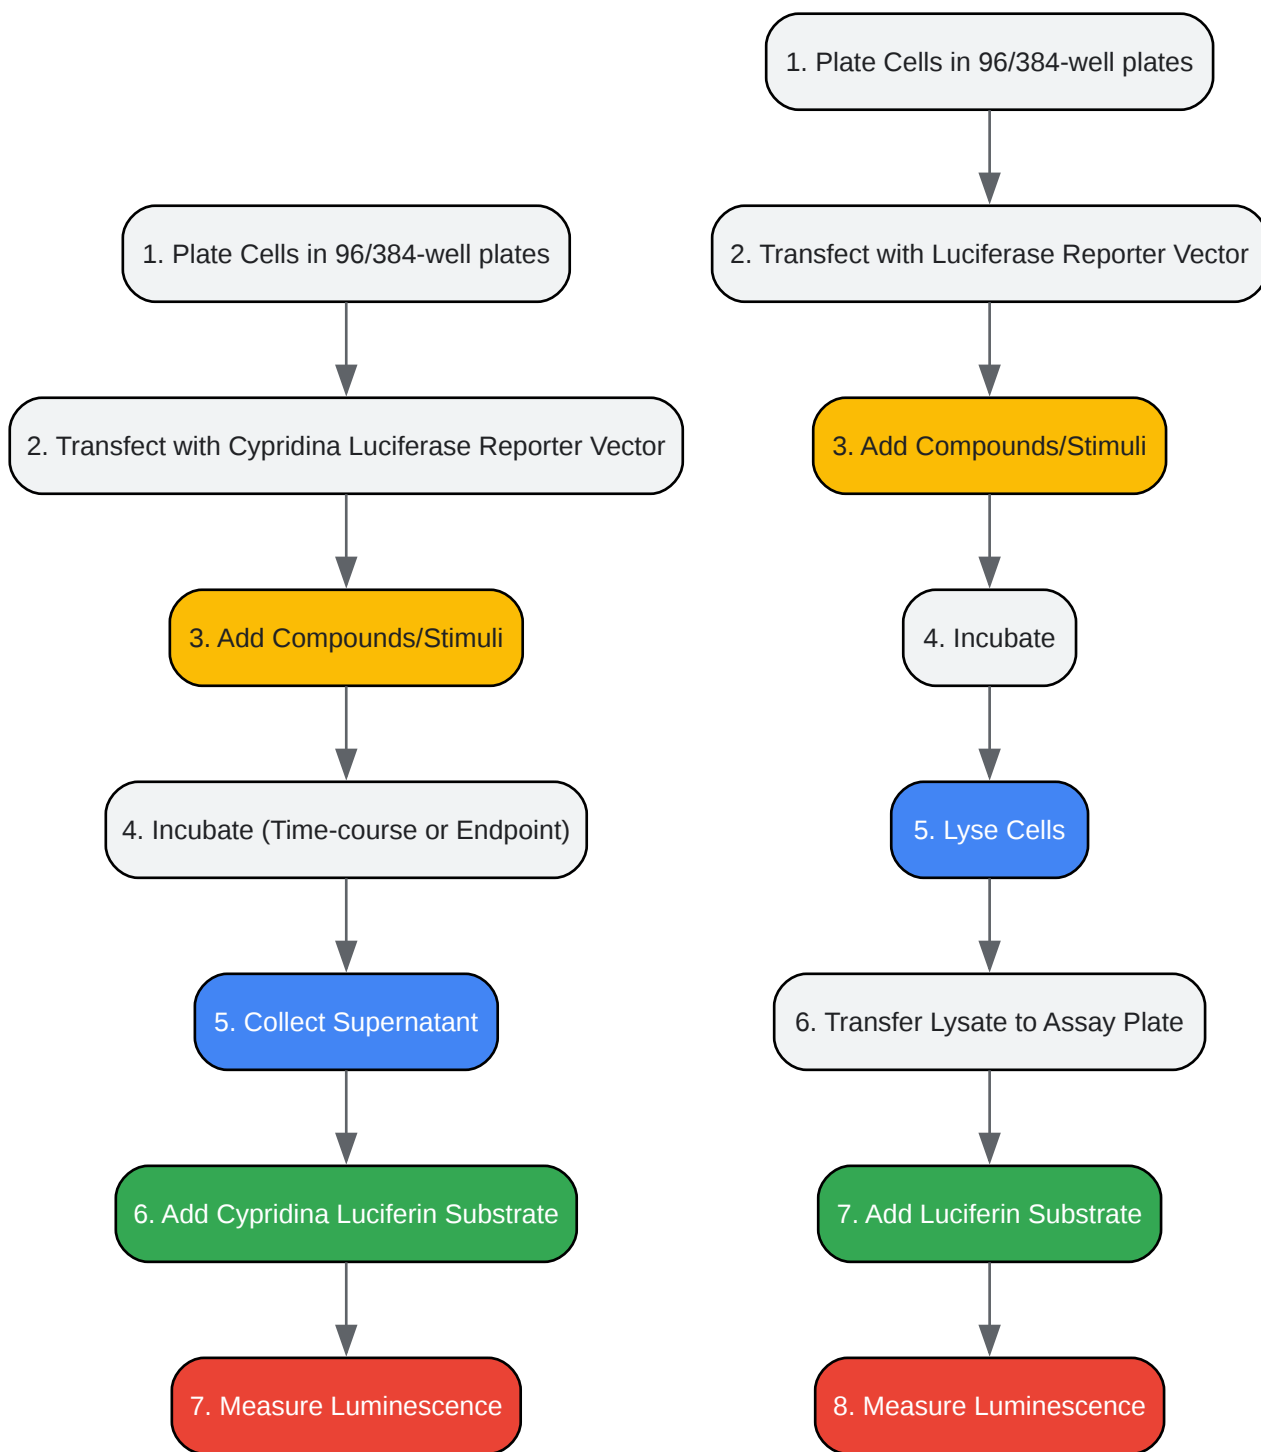 1. Plate Cells in 96/384-well plates
2. Transfect with Cypridina Luciferase Reporter Vector
3. Add Compounds/Stimuli
4. Incubate (Time-course or Endpoint)
5. Collect Supernatant
6. Add Cypridina Luciferin Substrate
7. Measure Luminescence
1. Plate Cells in 96/384-well plates
2. Transfect with Luciferase Reporter Vector
3. Add Compounds/Stimuli
4. Incubate
5. Lyse Cells
6. Transfer Lysate to Assay Plate
7. Add Luciferin Substrate
8. Measure Luminescence